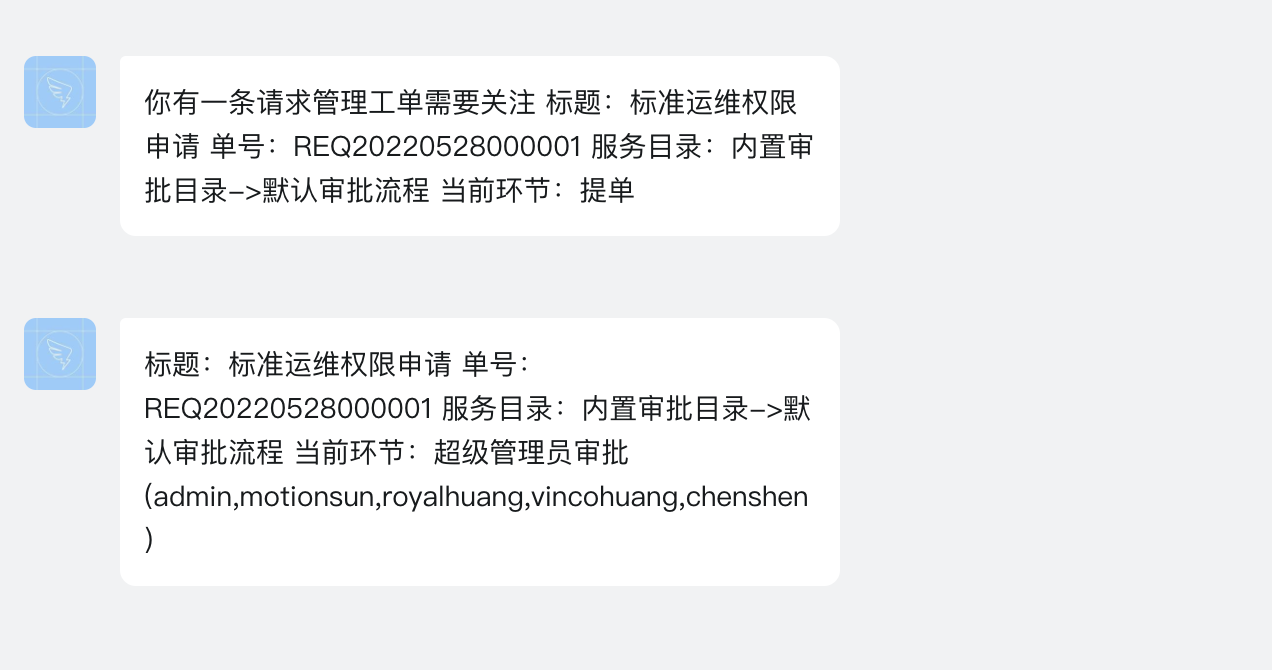 你有一条请求管理工单需要关注 标题：标准运维权限
申请 单号：REQ20220528000001 服务目录：内置审
批目录->默认审批流程 当前环节：提单
标题：标准运维权限申请 单号：
REQ20220528000001 服务目录：内置审批目录->默
认审批流程 当前环节：超级管理员审批
(admin,motionsun,royalhuang,vincohuang,chenshen
)